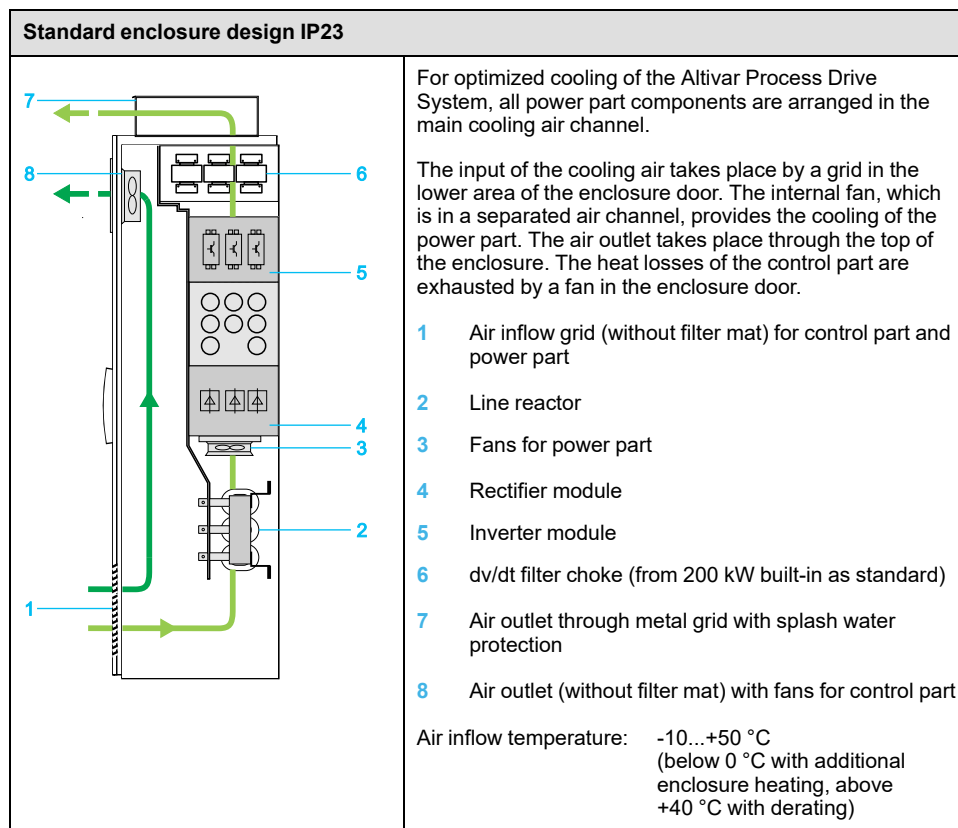 Standard enclosure design IP23
7
8
6
5
4
3
2
1
For optimized cooling of the Altivar Process Drive
System, all power part components are arranged in the
main cooling air channel.
The input of the cooling air takes place by a grid in the
lower area of the enclosure door. The internal fan, which
is in a separated air channel, provides the cooling of the
power part. The air outlet takes place through the top of
the enclosure. The heat losses of the control part are
exhausted by a fan in the enclosure door.
1 Air inflow grid (without filter mat) for control part and
power part
2 Line reactor
3 Fans for power part
4 Rectifier module
5 Inverter module
6 dv/dt filter choke (from 200 kW built-in as standard)
7 Air outlet through metal grid with splash water
protection
8 Air outlet (without filter mat) with fans for control part
Air inflow temperature: -10...+50 °C
(below 0 °C with additional
enclosure heating, above
+40 °C with derating)